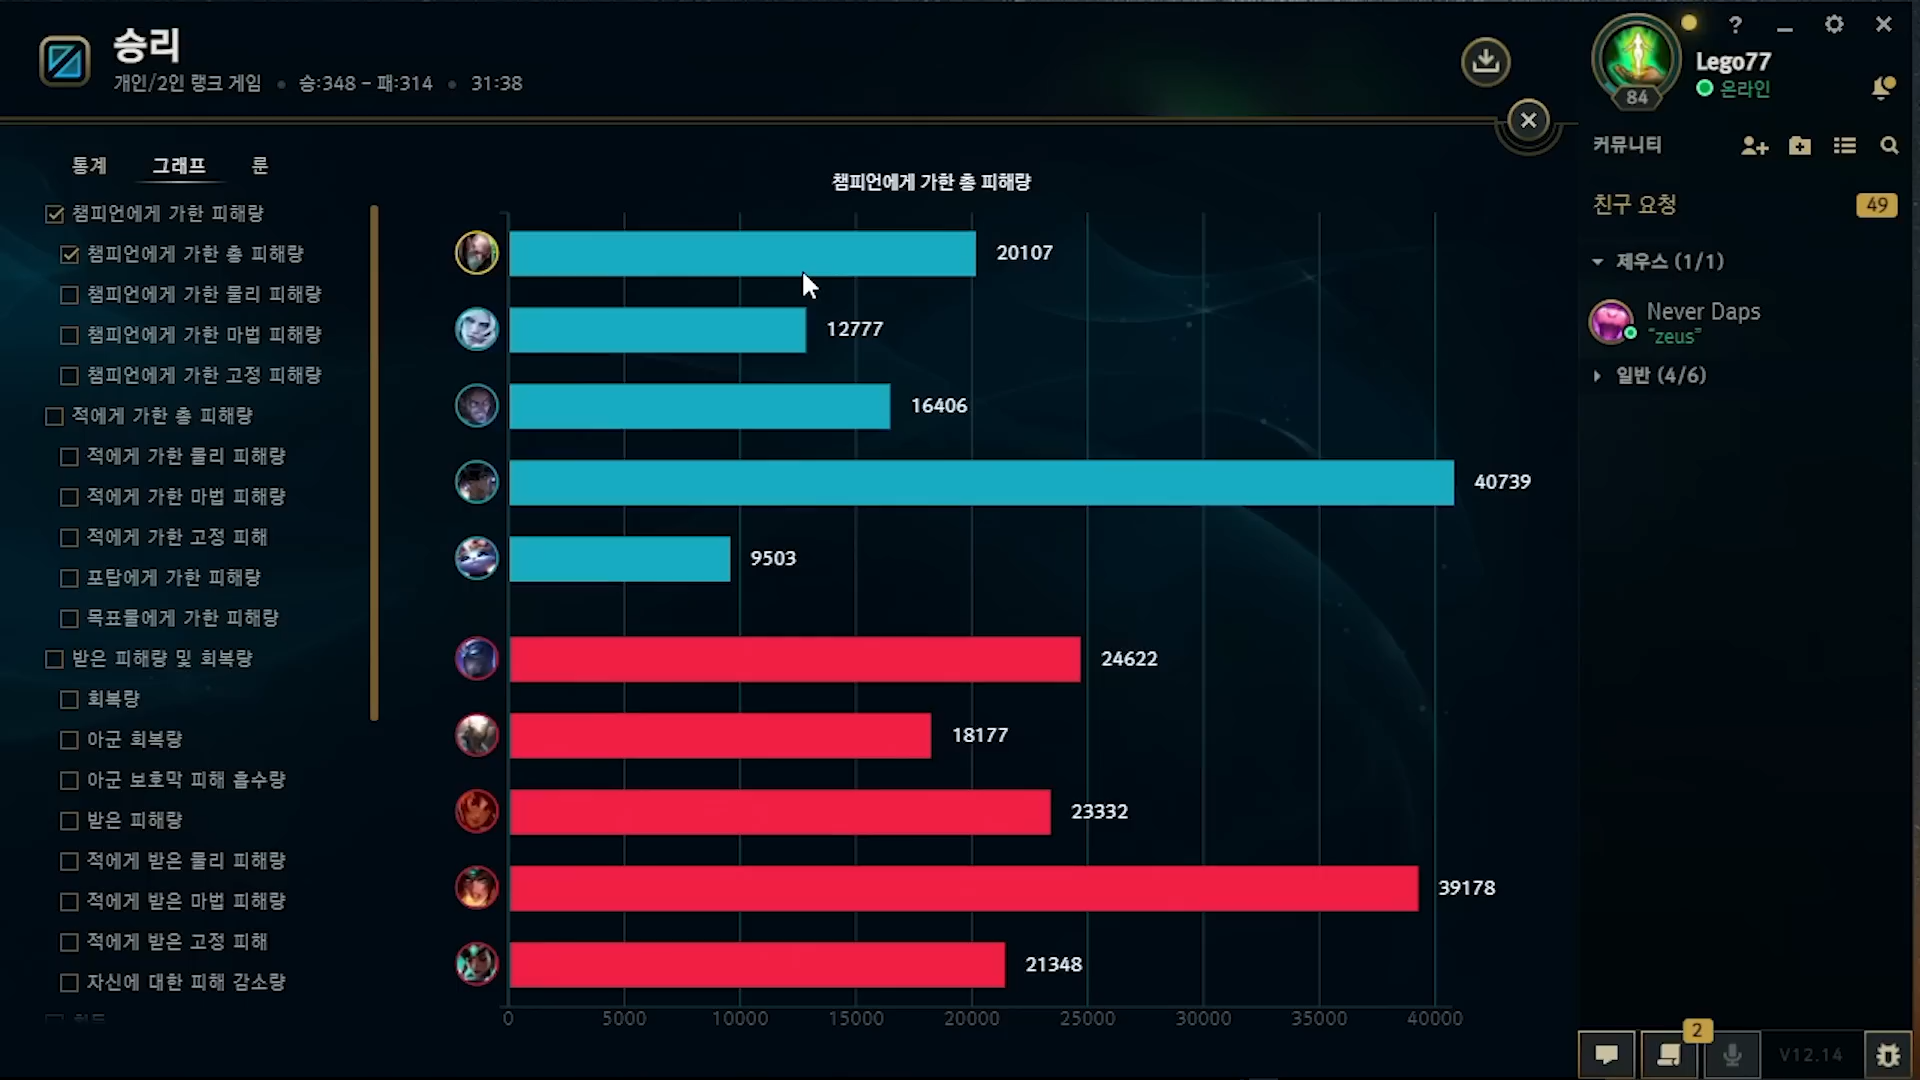 승리
개인/2인 랭크 게임 • 승:348 - 패:314 • 31:38
통계 그래프 룬
챔피언에게 가한 피해량
챔피언에게 가한 총 피해량
챔피언에게 가한 물리 피해량
챔피언에게 가한 마법 피해량
챔피언에게 가한 고정 피해량
적에게 가한 총 피해량
적에게 가한 물리 피해량
적에게 가한 마법 피해량
적에게 가한 고정 피해
포탑에게 가한 피해량
목표물에게 가한 피해량
받은 피해량 및 회복량
회복량
아군 회복량
아군 보호막 피해 흡수량
받은 피해량
적에게 받은 물리 피해량
적에게 받은 마법 피해량
적에게 받은 고정 피해
자신에 대한 피해 감소량
챔피언에게 가한 총 피해량
20107
12777
16406
40739
9503
24622
18177
23332
39178
21348
0 5000 10000 15000 20000 25000 30000 35000 40000
?
84
Lego77
온라인
커뮤니티
친구 요청 49
제우스 (1/1)
Never Daps
"zeus"
일반 (4/6)
2
V12.14